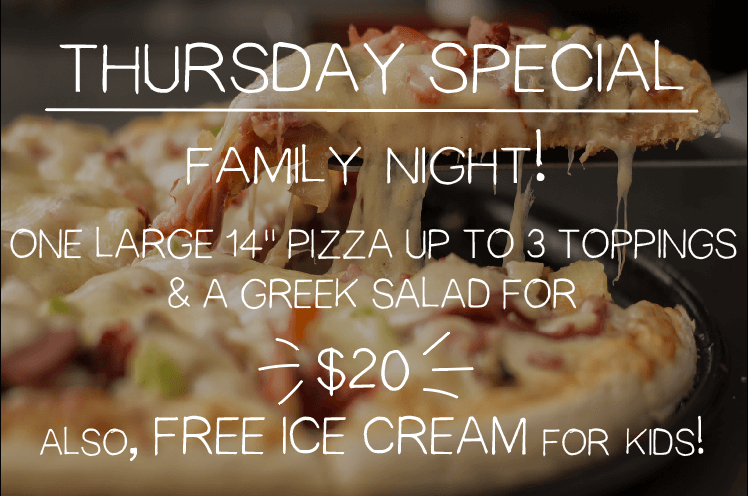 THURSDAY SPECIAL
FAMILY NIGHT!
ONE LARGE 14" PIZZA UP TO 3 TOPPINGS
& A GREEK SALAD FOR
$20
ALSO, FREE ICE CREAM FOR KIDS!